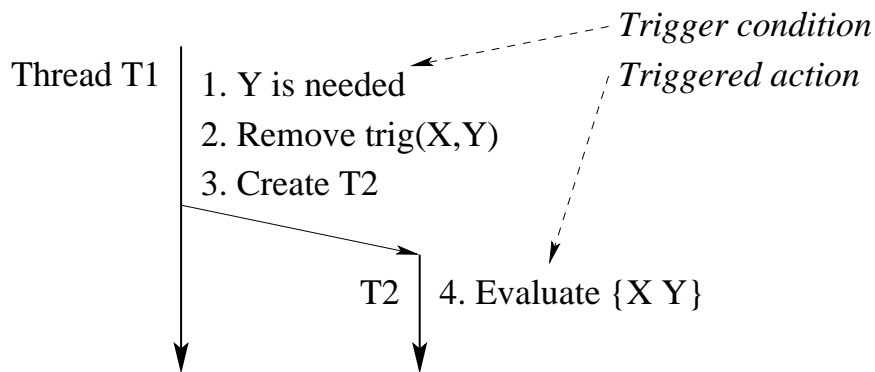 Trigger condition
Thread T1
1. Y is needed
Triggered action
2. Remove trig(X,Y)
3. Create T2
T2
4. Evaluate {X Y}